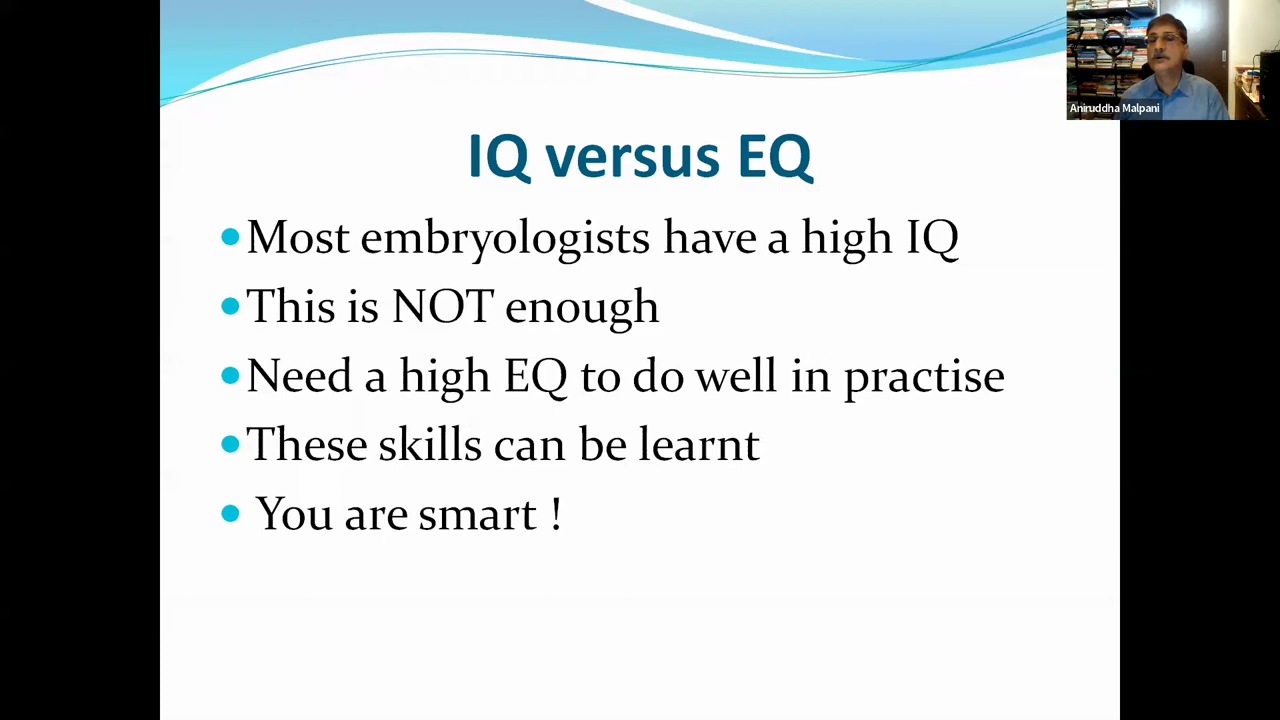 Aniruddha Malpani
IQ versus EQ
Most embryologists have a high IQ
This is NOT enough
Need a high EQ to do well in practise
These skills can be learnt
You are smart !